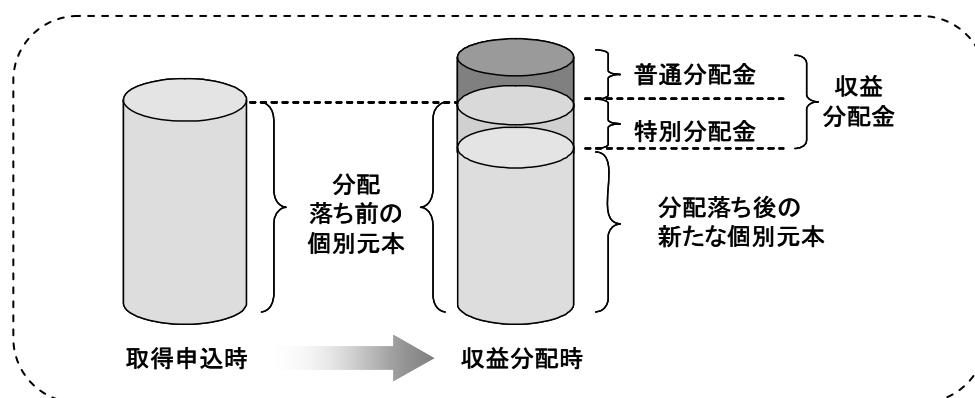 普通分配金
特別分配金
収益
分配金
分配
落ち前の
個別元本
分配落ち後の
新たな個別元本
取得申込時
収益分配時